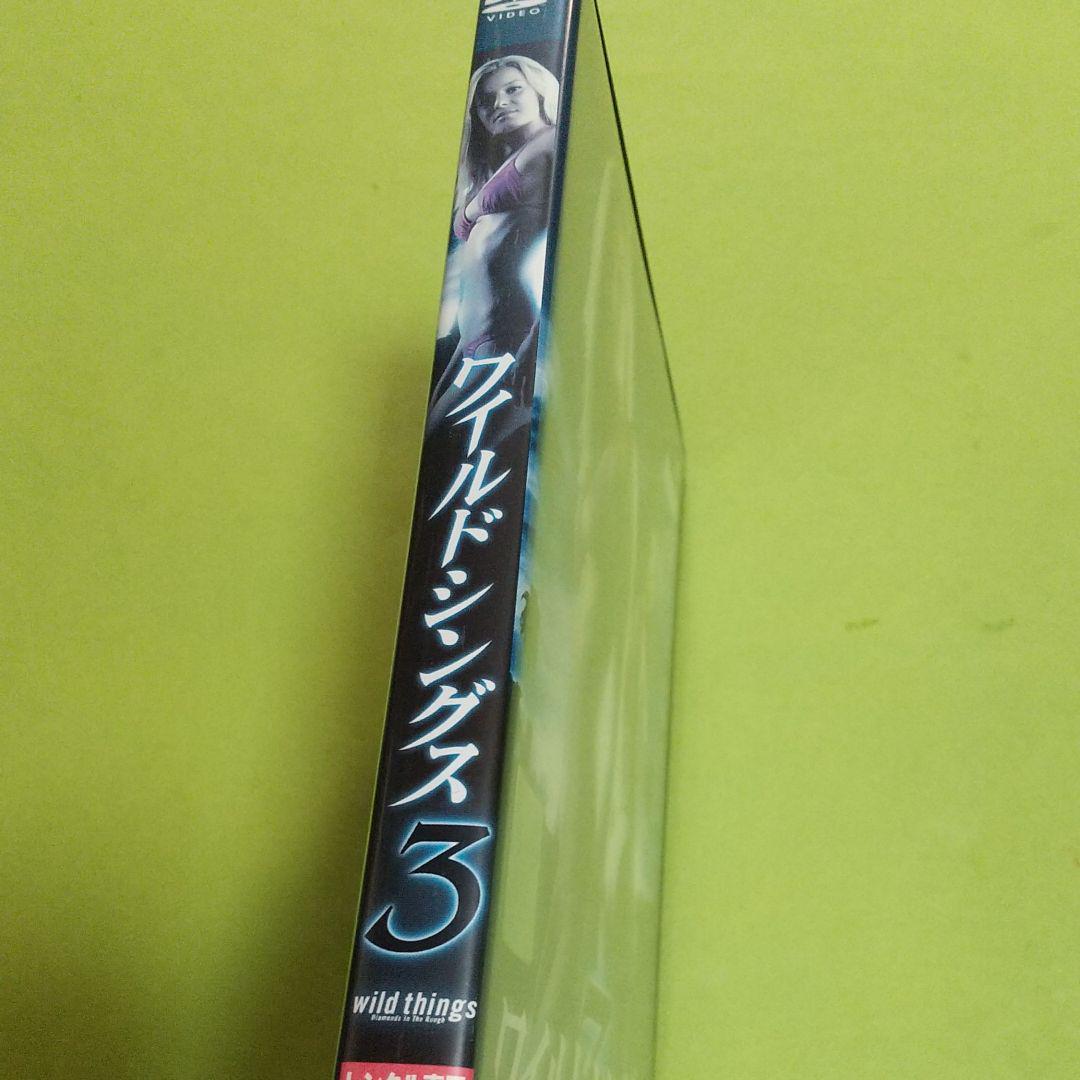 VIDEO
ワイルドシングス
3
wild things
Diamonds in The Rough